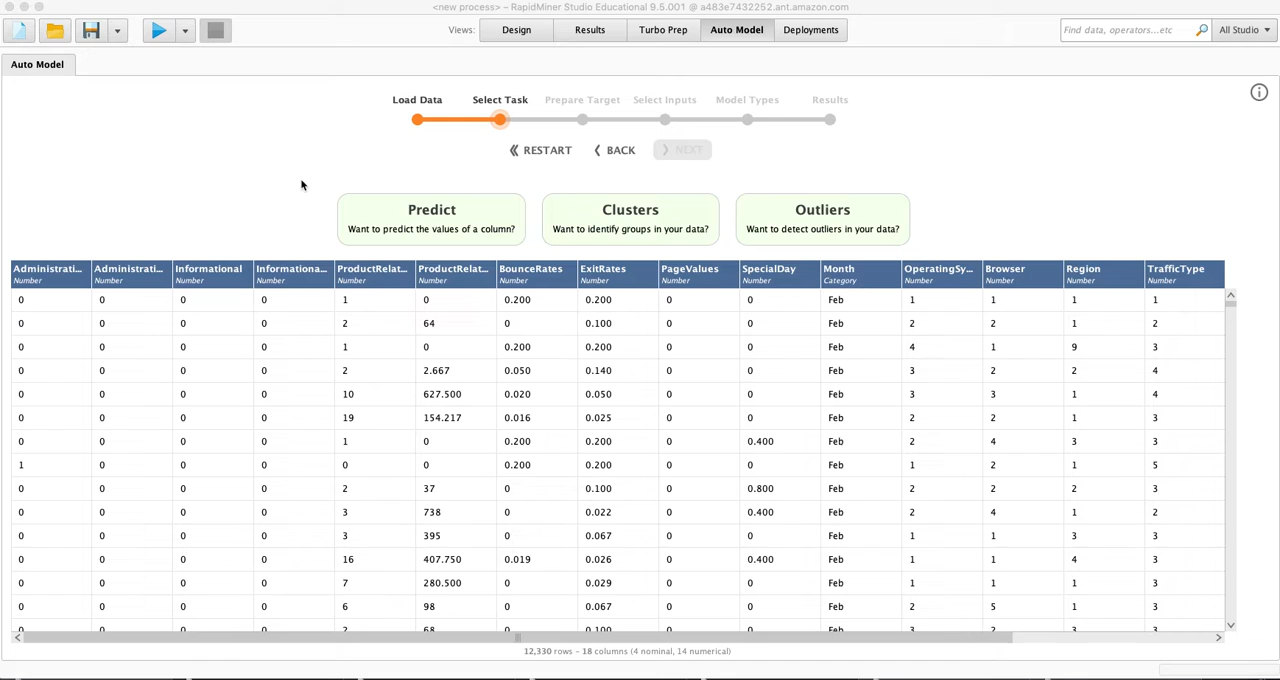 <new process> – RapidMiner Studio Educational 9.5.001 @ a483e7432252.ant.amazon.com
Views: Design Results Turbo Prep Auto Model Deployments Find data, operators...etc All Studio
Auto Model
Load Data Select Task Prepare Target Select Inputs Model Types Results
RESTART BACK NEXT
Predict Clusters Outliers
Want to predict the values of a column? Want to identify groups in your data? Want to detect outliers in your data?
Administrati... Administrati... Informational Informationa... ProductRelat... ProductRelat... BounceRates ExitRates PageValues SpecialDay Month OperatingSy... Browser Region TrafficType
Number Number Number Number Number Number Number Number Number Number Category Number Number Number Number
0 0 0 0 1 0 0.200 0.200 0 0 Feb 1 1 1 1
0 0 0 0 2 64 0 0.100 0 0 Feb 2 2 1 2
0 0 0 0 1 0 0.200 0.200 0 0 Feb 4 1 9 3
0 0 0 0 2 2.667 0.050 0.140 0 0 Feb 3 2 2 4
0 0 0 0 10 627.500 0.020 0.050 0 0 Feb 3 3 1 4
0 0 0 0 19 154.217 0.016 0.025 0 0 Feb 2 2 1 3
0 0 0 0 1 0 0.200 0.200 0 0.400 Feb 2 4 3 3
1 0 0 0 0 0 0.200 0.200 0 0 Feb 1 2 1 5
0 0 0 0 2 37 0 0.100 0 0.800 Feb 2 2 2 3
0 0 0 0 3 738 0 0.022 0 0.400 Feb 2 4 1 2
0 0 0 0 3 395 0 0.067 0 0 Feb 1 1 3 3
0 0 0 0 16 407.750 0.019 0.026 0 0.400 Feb 1 1 4 3
0 0 0 0 7 280.500 0 0.029 0 0 Feb 1 1 1 3
0 0 0 0 6 98 0 0.067 0 0 Feb 2 5 1 3
0 0 0 0 2 68 0 0.100 0 0 Feb 3 2 3 3
12,330 rows – 18 columns (4 nominal, 14 numerical)